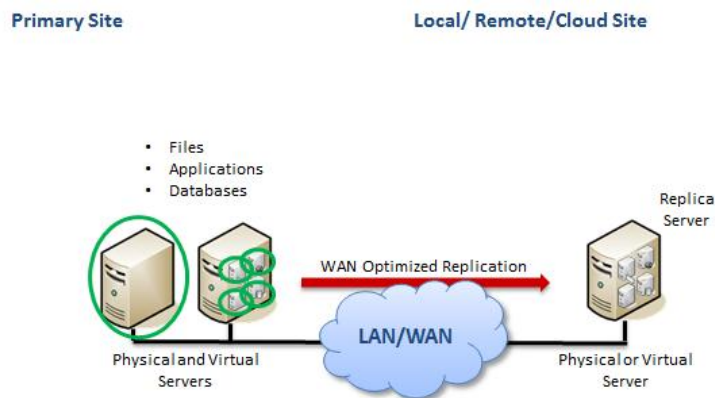 Primary Site
Local/ Remote/Cloud Site
• Files
• Applications
• Databases
Replica
Server
WAN Optimized Replication
LAN/WAN
Physical and Virtual
Servers
Physical or Virtual
Server